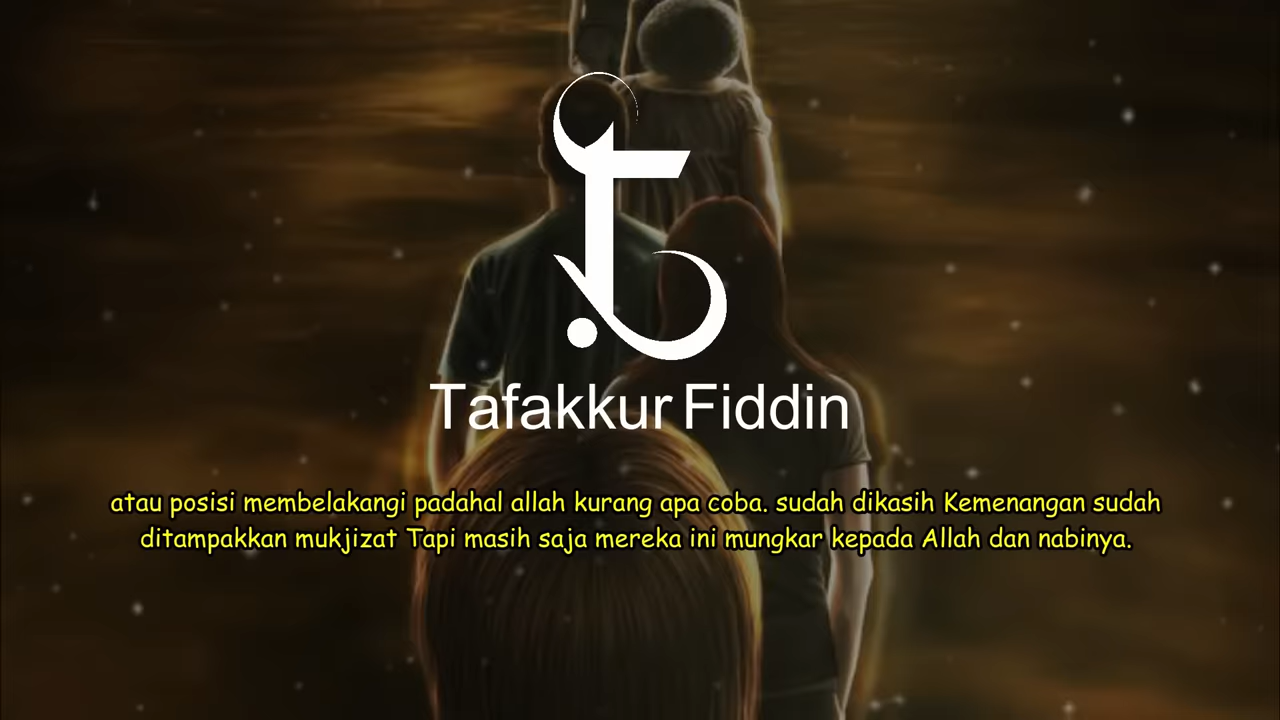 Tafakkur Fiddin
atau posisi membelakangi padahal allah kurang apa coba. sudah dikasih Kemenangan sudah
ditampakkan mukjizat Tapi masih saja mereka ini mungkar kepada Allah dan nabinya.